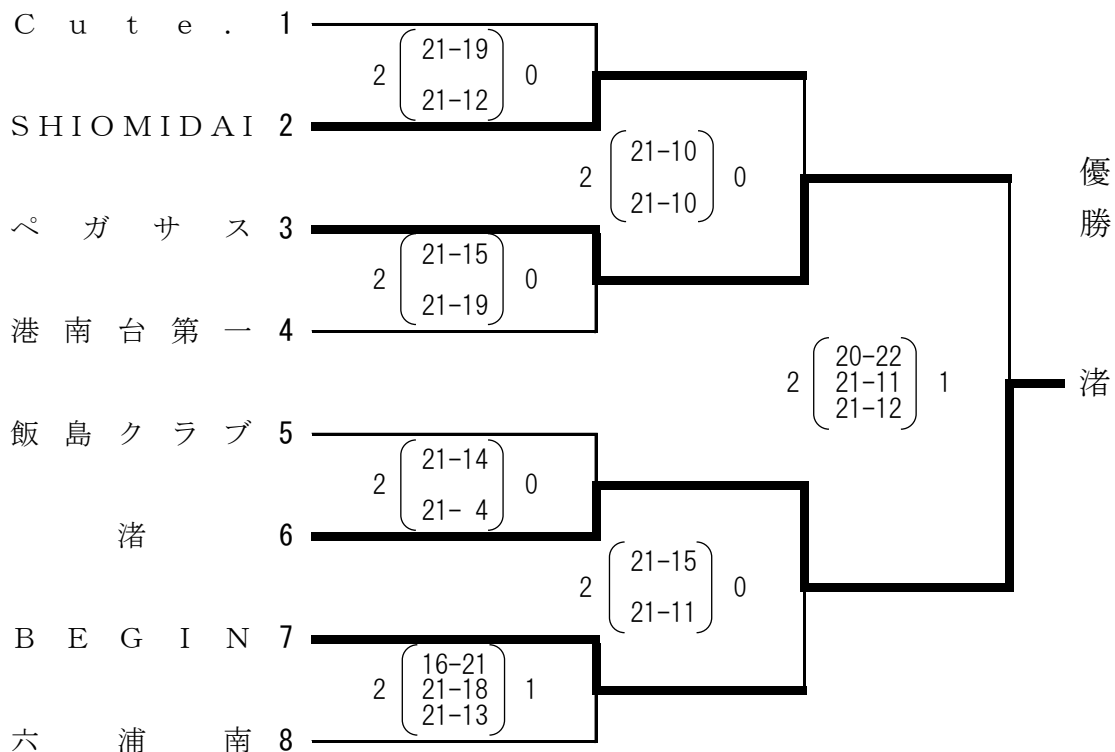 Ｃｕｔｅ． 1
2 21-19 0
21-12
ＳＨＩＯＭＩＤＡＩ 2
2 21-10 0
21-10
ペガサス 3
2 21-15 0
21-19
港南台第一 4
優勝
渚
2 20-22 1
21-11
21-12
飯島クラブ 5
2 21-14 0
21- 4
渚 6
2 21-15 0
21-11
ＢＥＧＩＮ 7
2 16-21 1
21-18
21-13
六浦南 8